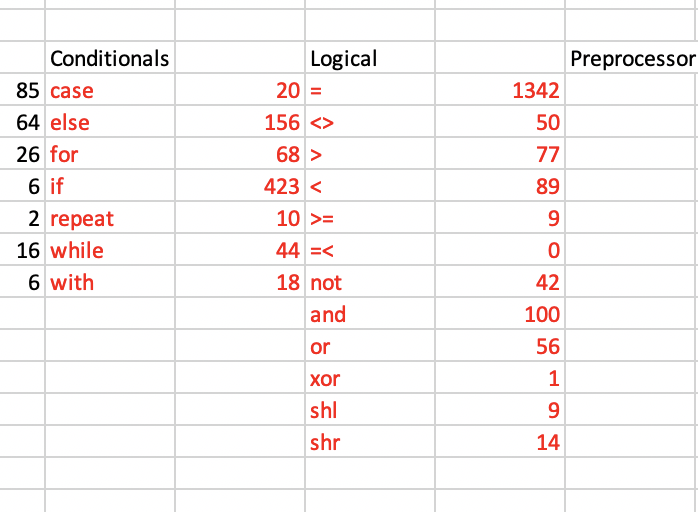 Conditionals Logical Preprocessor
85 case 20 = 1342
64 else 156 <> 50
26 for 68 > 77
6 if 423 < 89
2 repeat 10 >= 9
16 while 44 =< 0
6 with 18 not 42
and 100
or 56
xor 1
shl 9
shr 14